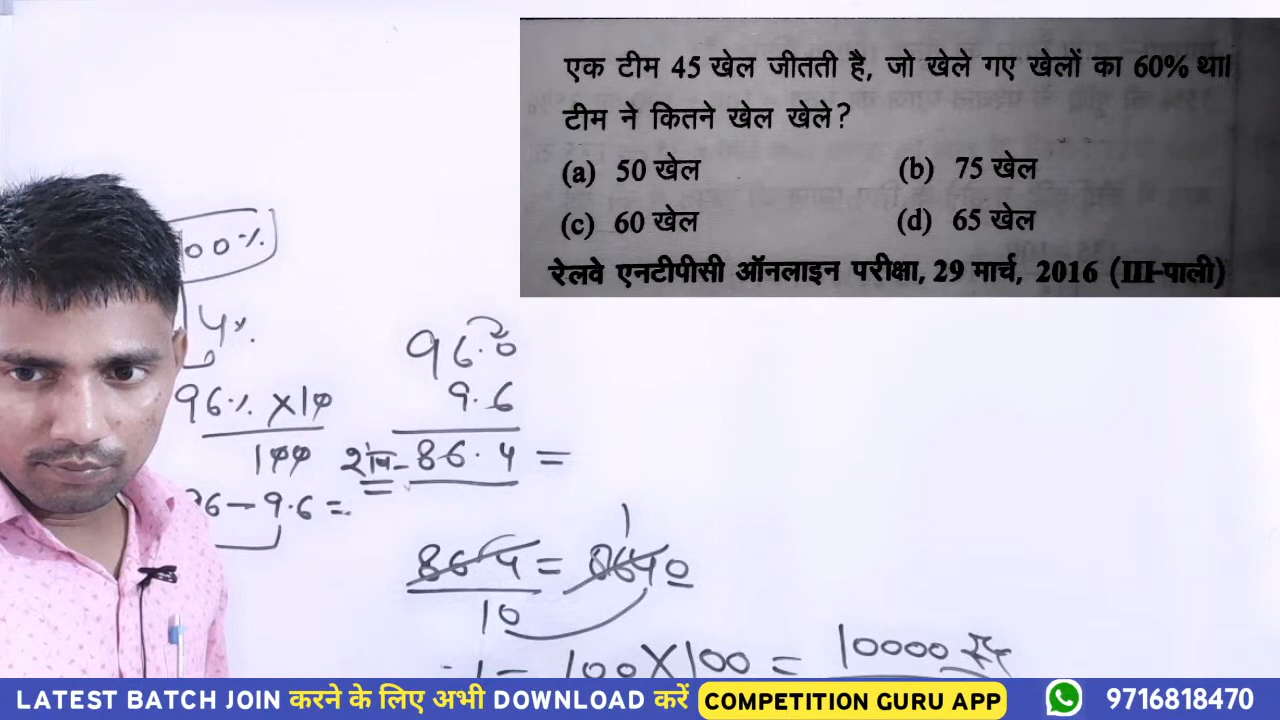 एक टीम 45 खेल जीतती है, जो खेले गए खेलों का 60% था।
टीम ने कितने खेल खेले?
(a) 50 खेल (b) 75 खेल
(c) 60 खेल (d) 65 खेल
रेलवे एनटीपीसी ऑनलाइन परीक्षा, 29 मार्च, 2016 (III-पाली)
00%
4%.
96% × 10
100
96 - 9.6 =
96.0
9.6
86.4 =
864 = 8640
10
1
100 × 100 = 10000 रु
LATEST BATCH JOIN करने के लिए अभी DOWNLOAD करें COMPETITION GURU APP 9716818470